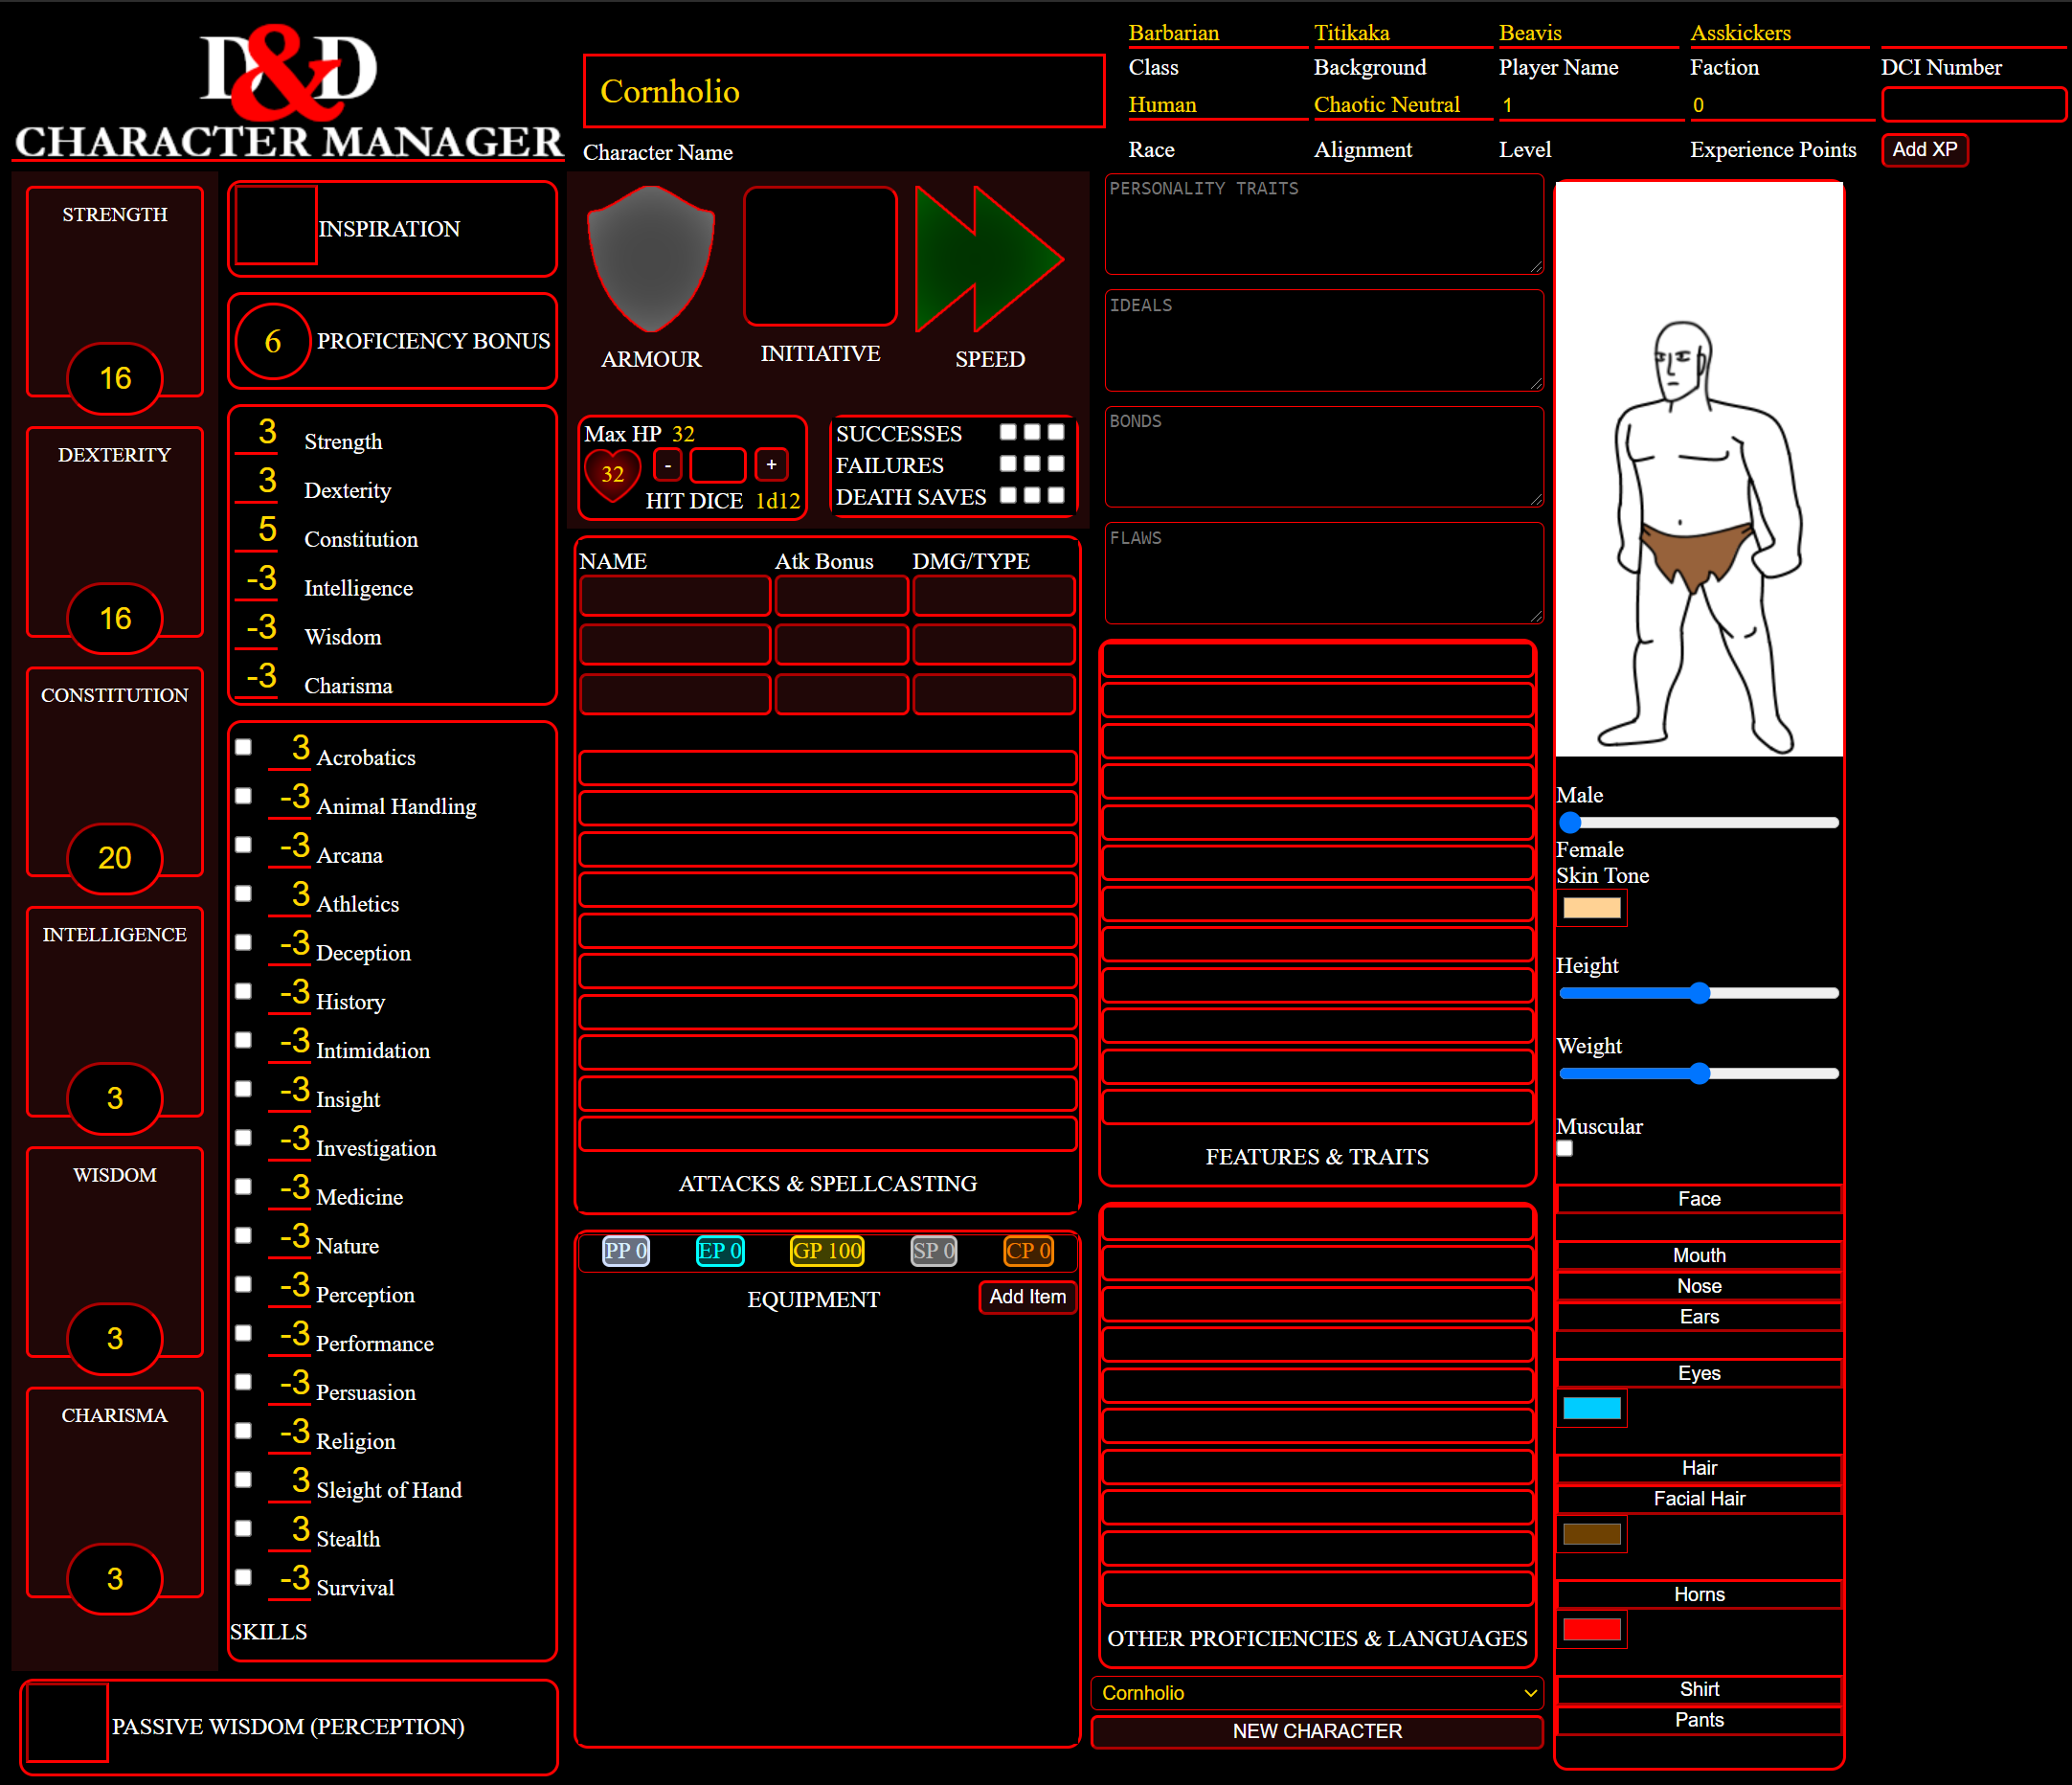 D&D
CHARACTER MANAGER
Cornholio
Character Name
Barbarian Titikaka Beavis Asskickers
Class Background Player Name Faction DCI Number
Human Chaotic Neutral 1 0
Race Alignment Level Experience Points Add XP
STRENGTH
16
DEXTERITY
16
CONSTITUTION
20
INTELLIGENCE
3
WISDOM
3
CHARISMA
3
INSPIRATION
6 PROFICIENCY BONUS
3 Strength
3 Dexterity
5 Constitution
-3 Intelligence
-3 Wisdom
-3 Charisma
3 Acrobatics
-3 Animal Handling
-3 Arcana
3 Athletics
-3 Deception
-3 History
-3 Intimidation
-3 Insight
-3 Investigation
-3 Medicine
-3 Nature
-3 Perception
-3 Performance
-3 Persuasion
-3 Religion
3 Sleight of Hand
3 Stealth
-3 Survival
SKILLS
PASSIVE WISDOM (PERCEPTION)
ARMOUR INITIATIVE SPEED
Max HP 32
32 - +
HIT DICE 1d12
SUCCESSES
FAILURES
DEATH SAVES
NAME Atk Bonus DMG/TYPE
ATTACKS & SPELLCASTING
PP 0 EP 0 GP 100 SP 0 CP 0
EQUIPMENT Add Item
PERSONALITY TRAITS
IDEALS
BONDS
FLAWS
FEATURES & TRAITS
OTHER PROFICIENCIES & LANGUAGES
Cornholio
NEW CHARACTER
Male
Female
Skin Tone
Height
Weight
Muscular
Face
Mouth
Nose
Ears
Eyes
Hair
Facial Hair
Horns
Shirt
Pants